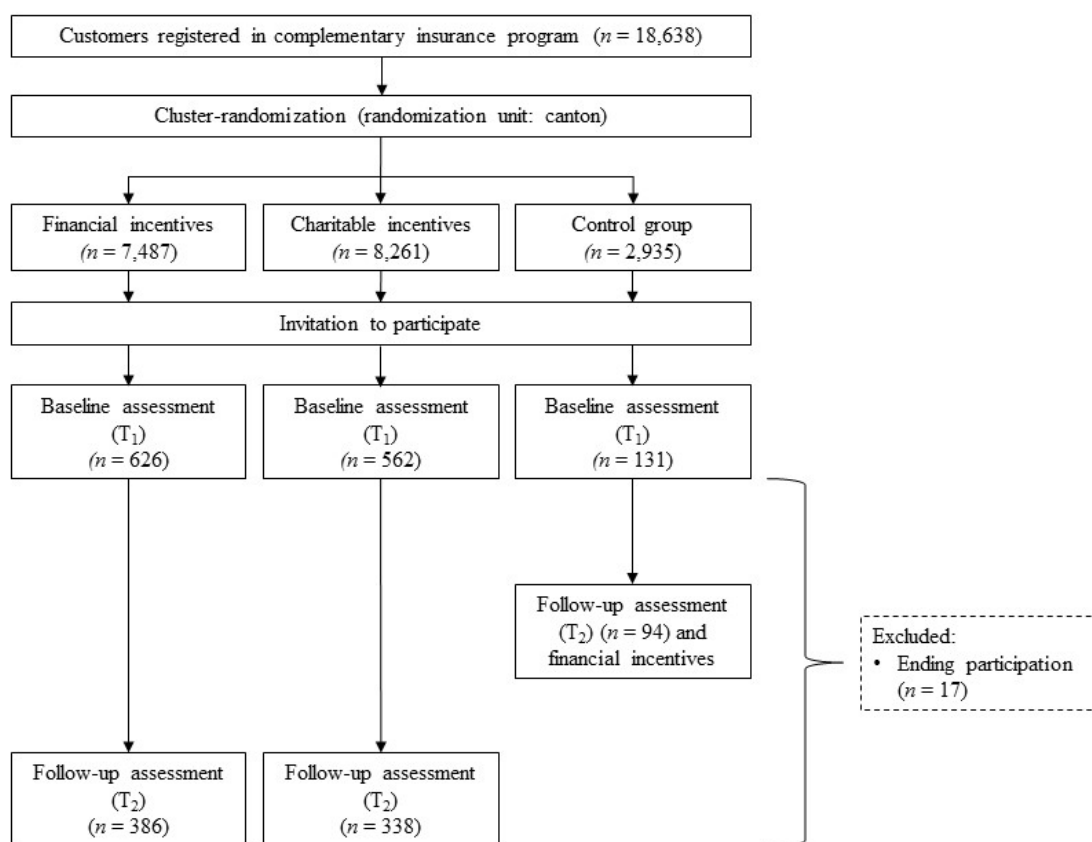 Customers registered in complementary insurance program (n = 18,638)
Cluster-randomization (randomization unit: canton)
Financial incentives
(n = 7,487)
Charitable incentives
(n = 8,261)
Control group
(n = 2,935)
Invitation to participate
Baseline assessment
(T₁)
(n = 626)
Baseline assessment
(T₁)
(n = 562)
Baseline assessment
(T₁)
(n = 131)
Follow-up assessment
(T₂) (n = 94) and
financial incentives
Excluded:
• Ending participation
(n = 17)
Follow-up assessment
(T₂)
(n = 386)
Follow-up assessment
(T₂)
(n = 338)